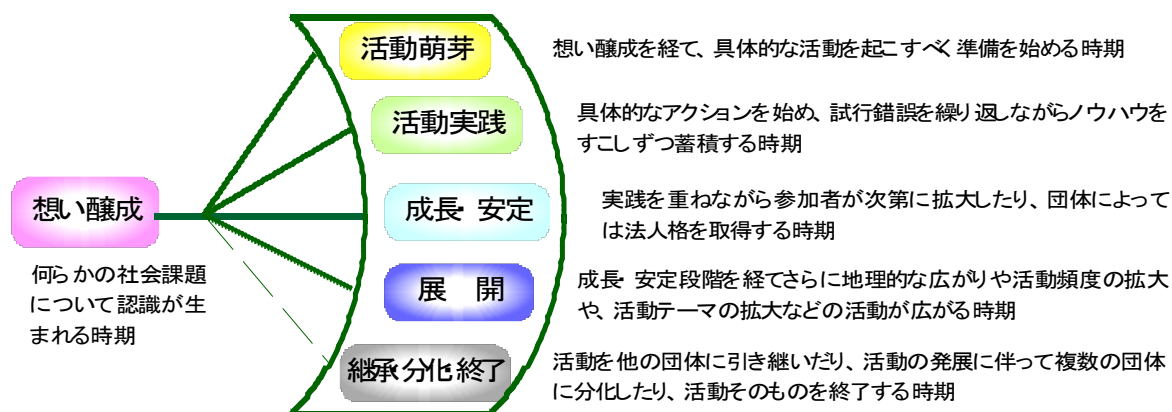 活動萌芽
想い醸成を経て、具体的な活動を起こすべく準備を始める時期
活動実践
具体的なアクションを始め、試行錯誤を繰り返しながらノウハウを
すこしずつ蓄積する時期
想い醸成
何らかの社会課題
について認識が生
まれる時期
成長・安定
実践を重ねながら参加者が次第に拡大したり、団体によって
は法人格を取得する時期
展 開
成長・安定段階を経てさらに地理的な広がりや活動頻度の拡大
や、活動テーマの拡大などの活動が広がる時期
継承・分化・終了
活動を他の団体に引き継いだり、活動の発展に伴って複数の団体
に分化したり、活動そのものを終了する時期